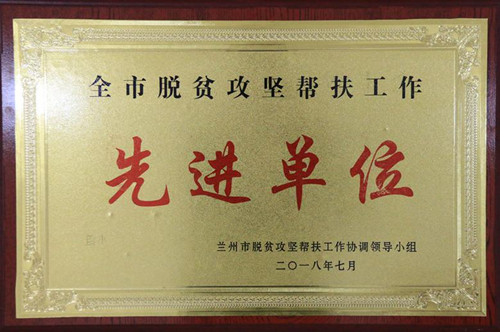 全市脱贫攻坚帮扶工作
先进单位
兰州市脱贫攻坚帮扶工作协调领导小组
二〇一八年七月